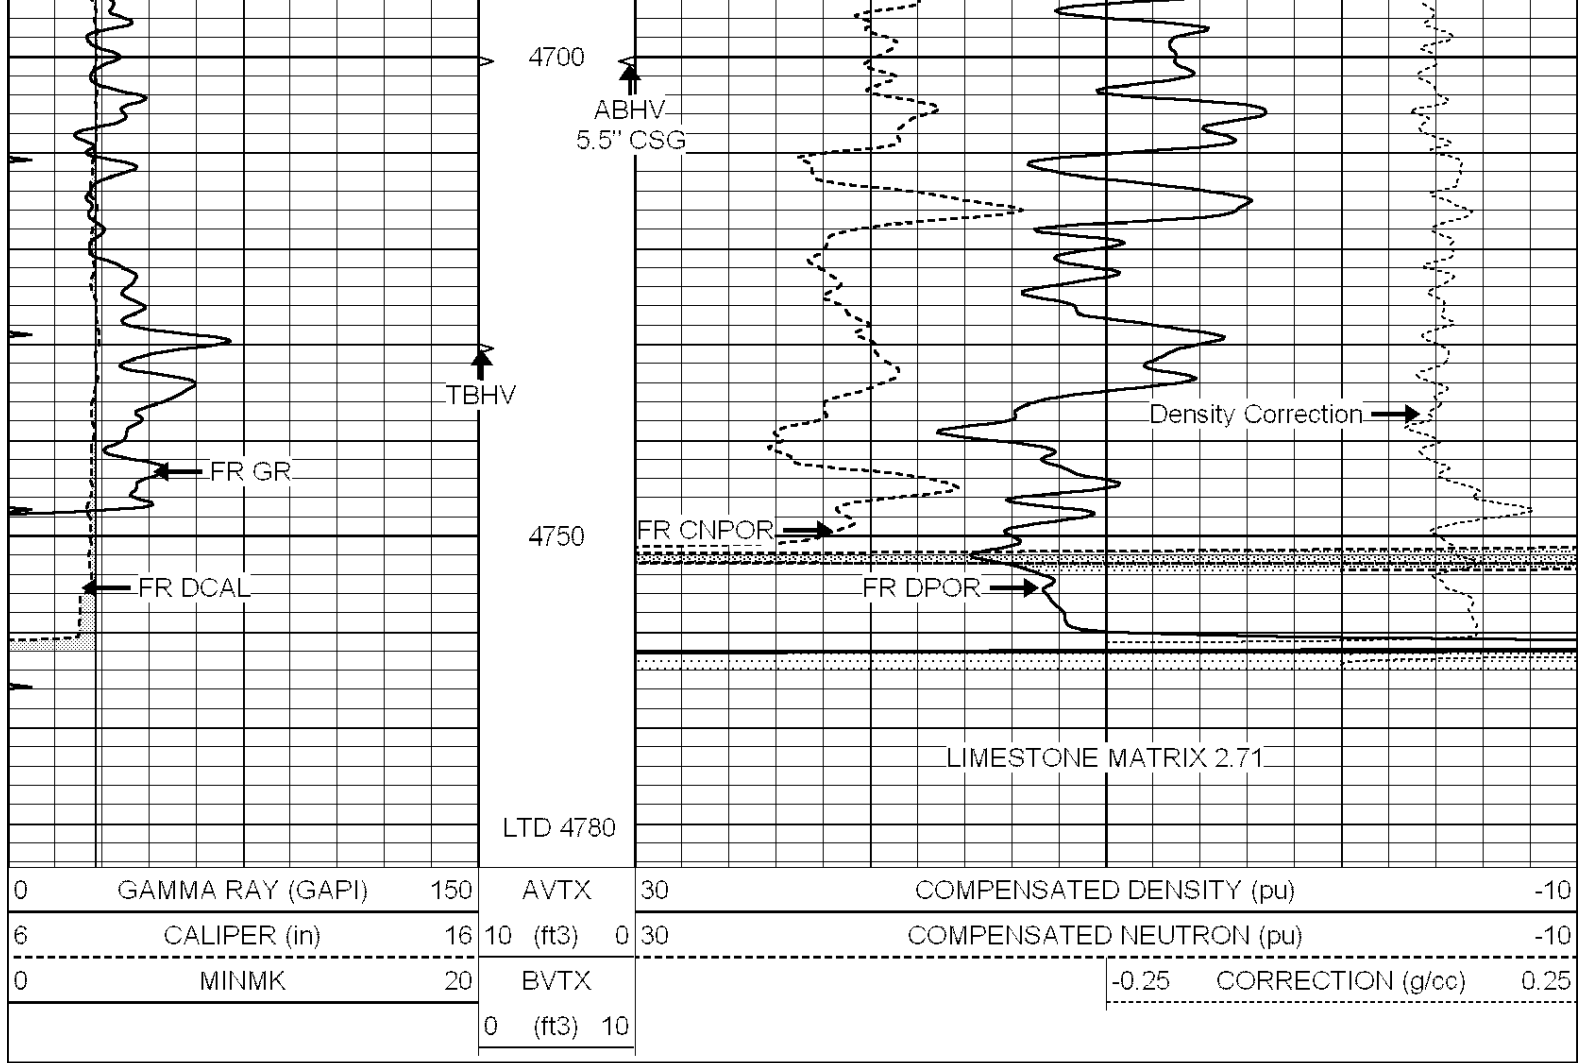 4700
ABHV
5.5" CSG
TBHV
Density Correction
FR GR
4750
FR CNPOR
FR DCAL
FR DPOR
LIMESTONE MATRIX 2.71
LTD 4780
0 GAMMA RAY (GAPI) 150
AVTX
30 COMPENSATED DENSITY (pu) -10
6 CALIPER (in) 16
10 (ft3) 0
30 COMPENSATED NEUTRON (pu) -10
0 MINMK 20
BVTX
-0.25 CORRECTION (g/cc) 0.25
0 (ft3) 10